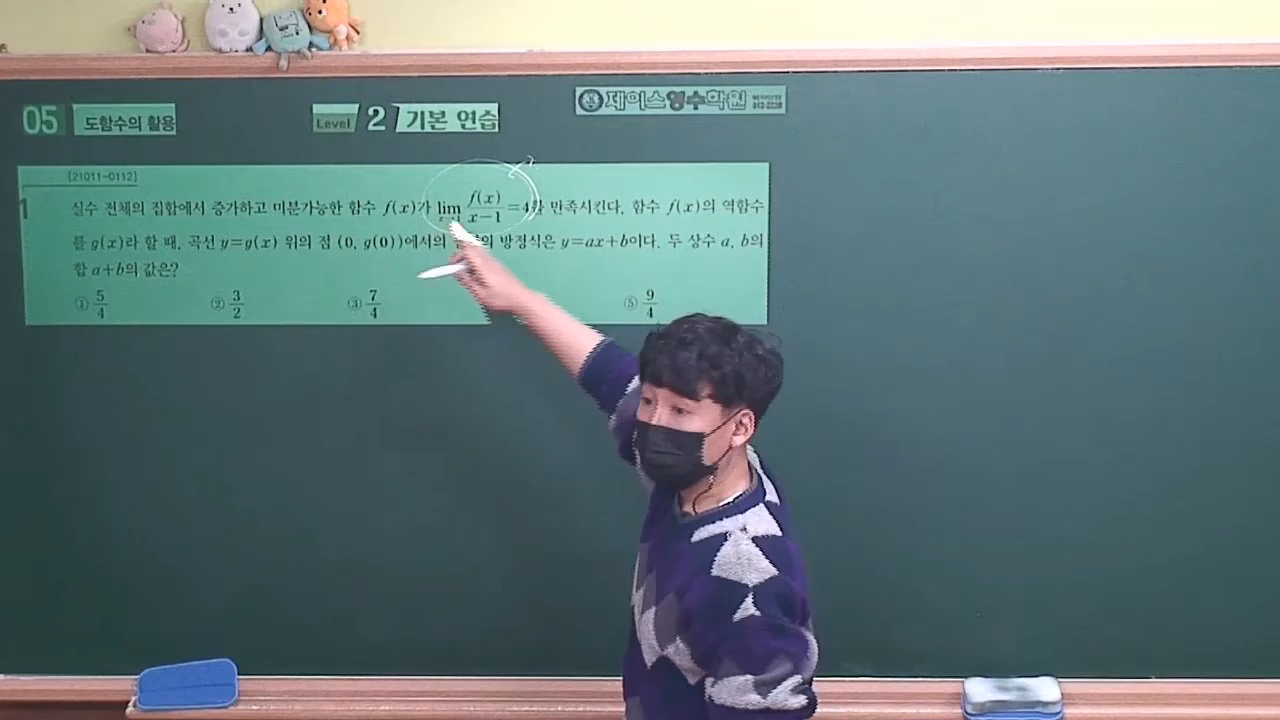 05 도함수의 활용
Level 2 기본 연습
제이스영수학원
[21011-0112]
1 실수 전체의 집합에서 증가하고 미분가능한 함수 f(x)가 lim f(x)/(x-1)=4를 만족시킨다. 함수 f(x)의 역함수
를 g(x)라 할 때, 곡선 y=g(x) 위의 점 (0, g(0))에서의 방정식은 y=ax+b이다. 두 상수 a, b의
합 a+b의 값은?
① 5/4 ② 3/2 ③ 7/4 ⑤ 9/4